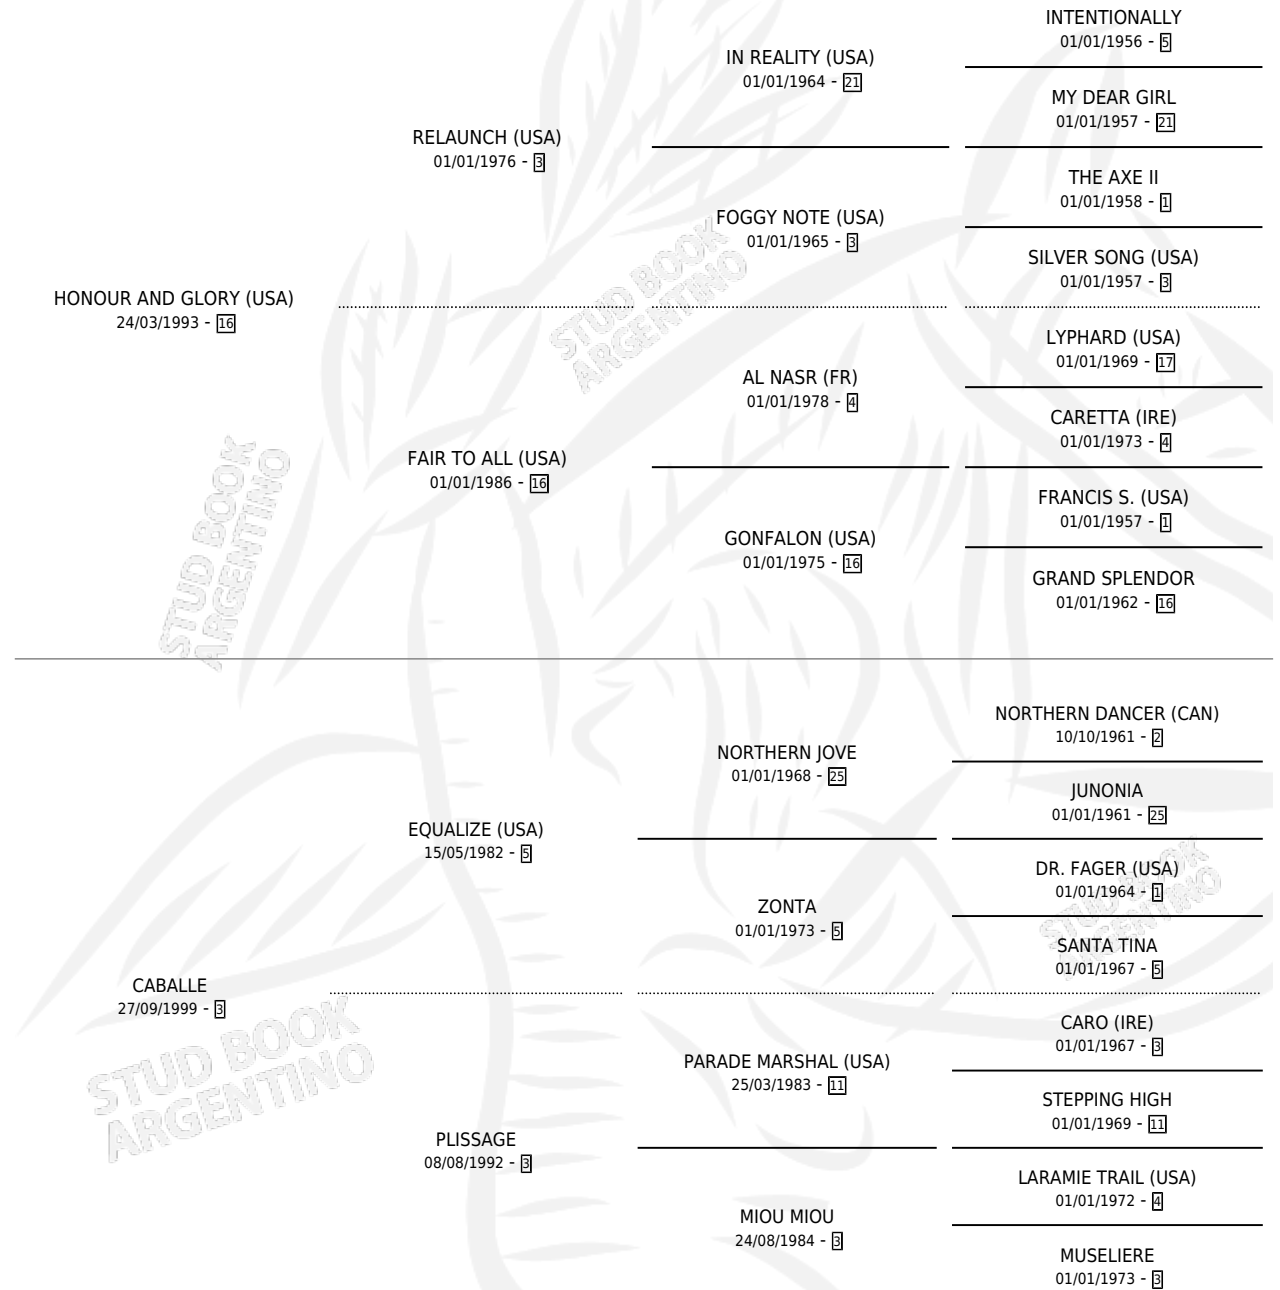 INTENTIONALLY
01/01/1956 - 5
IN REALITY (USA)
01/01/1964 - 21
MY DEAR GIRL
01/01/1957 - 21
RELAUNCH (USA)
01/01/1976 - 3
THE AXE II
01/01/1958 - 1
FOGGY NOTE (USA)
01/01/1965 - 3
SILVER SONG (USA)
01/01/1957 - 3
HONOUR AND GLORY (USA)
24/03/1993 - 16
LYPHARD (USA)
01/01/1969 - 17
AL NASR (FR)
01/01/1978 - 4
CARETTA (IRE)
01/01/1973 - 4
FAIR TO ALL (USA)
01/01/1986 - 16
FRANCIS S. (USA)
01/01/1957 - 1
GONFALON (USA)
01/01/1975 - 16
GRAND SPLENDOR
01/01/1962 - 16
NORTHERN DANCER (CAN)
10/10/1961 - 2
NORTHERN JOVE
01/01/1968 - 25
JUNONIA
01/01/1961 - 25
EQUALIZE (USA)
15/05/1982 - 5
DR. FAGER (USA)
01/01/1964 - 1
ZONTA
01/01/1973 - 5
SANTA TINA
01/01/1967 - 5
CABALLE
27/09/1999 - 3
CARO (IRE)
01/01/1967 - 3
PARADE MARSHAL (USA)
25/03/1983 - 11
STEPPING HIGH
01/01/1969 - 11
PLISSAGE
08/08/1992 - 3
LARAMIE TRAIL (USA)
01/01/1972 - 4
MIOU MIOU
24/08/1984 - 3
MUSELIERE
01/01/1973 - 3
STUD BOOK
ARGENTINO
STUD BOOK
ARGENTINO
STUD BOOK
ARGENTINO
STUD BOOK
ARGENTINO